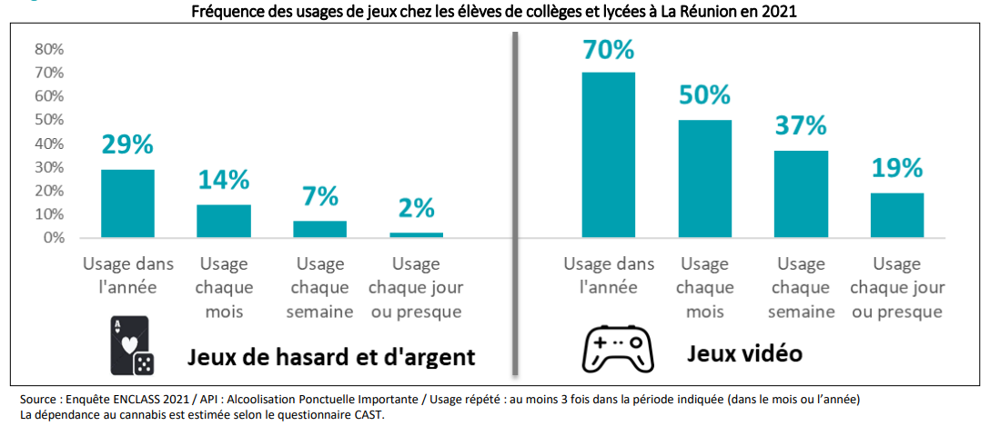 Fréquence des usages de jeux chez les élèves de collèges et lycées à La Réunion en 2021
80%
70%
60%
50%
40%
30%
20%
10%
0%
29%
14%
7%
2%
Usage dans
l'année
Usage
chaque
mois
Usage
chaque
semaine
Usage
chaque jour
ou presque
A
Jeux de hasard et d'argent
70%
50%
37%
19%
Usage dans
l'année
Usage
chaque
mois
Usage
chaque
semaine
Usage
chaque jour
ou presque
Jeux vidéo
Source : Enquête ENCLASS 2021 / API : Alcoolisation Ponctuelle Importante / Usage répété : au moins 3 fois dans la période indiquée (dans le mois ou l’année)
La dépendance au cannabis est estimée selon le questionnaire CAST.